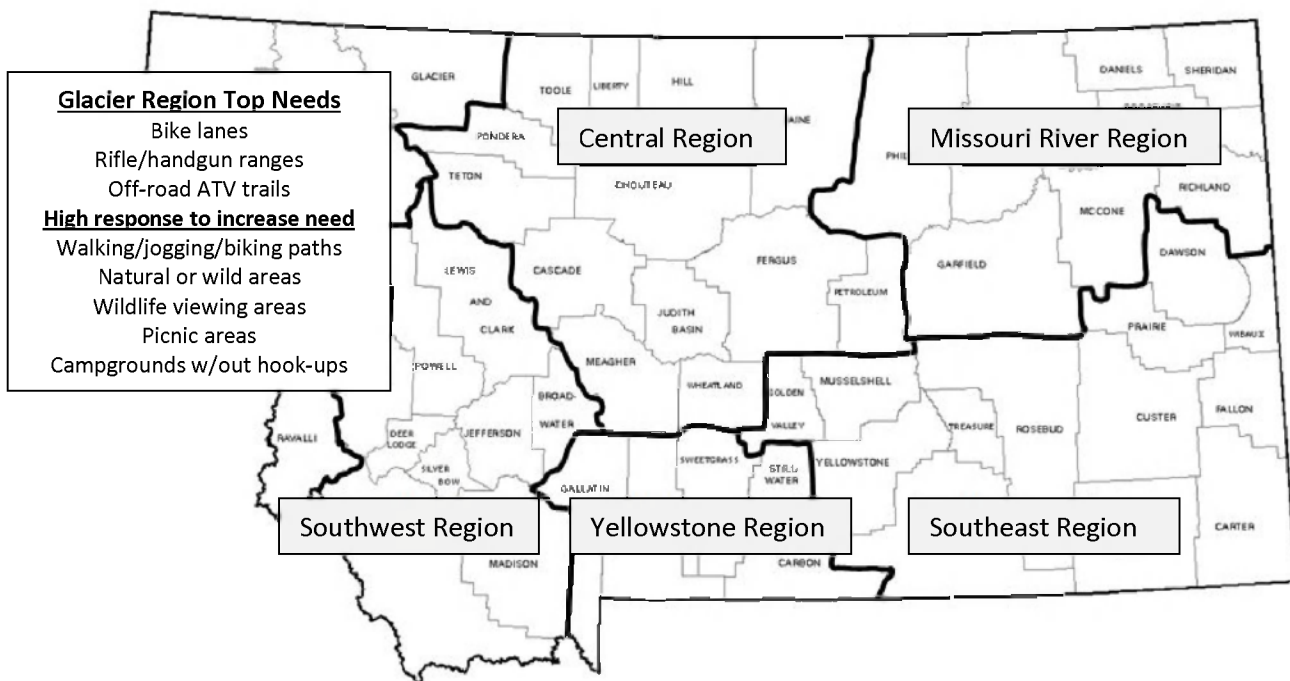 Glacier Region Top Needs
Bike lanes
Rifle/handgun ranges
Off-road ATV trails
High response to increase need
Walking/jogging/biking paths
Natural or wild areas
Wildlife viewing areas
Picnic areas
Campgrounds w/out hook-ups
GLACIER
TOOLE
LIBERTY
HILL
DANIELS
SHERIDAN
PONDERA
Central Region
Missouri River Region
TETON
CHOUTEAU
RICHLAND
MCCONE
DAWSON
LEWIS
AND
CLARK
CASCADE
FERGUS
GARFIELD
JUDITH
BASIN
PETROLEUM
PRAIRIE
WIBAUX
MEAGHER
WHEATLAND
GOLDEN
VALLEY
MUSSELSHELL
POWELL
BROAD-
WATER
CUSTER
FALLON
RAVALLI
DEER
LODGE
JEFFERSON
TREASURE
ROSEBUD
SILVER
BOW
SWEETGRASS
STILL
WATER
YELLOWSTONE
GALLATIN
Southwest Region
Yellowstone Region
Southeast Region
CARTER
MADISON
CARBON